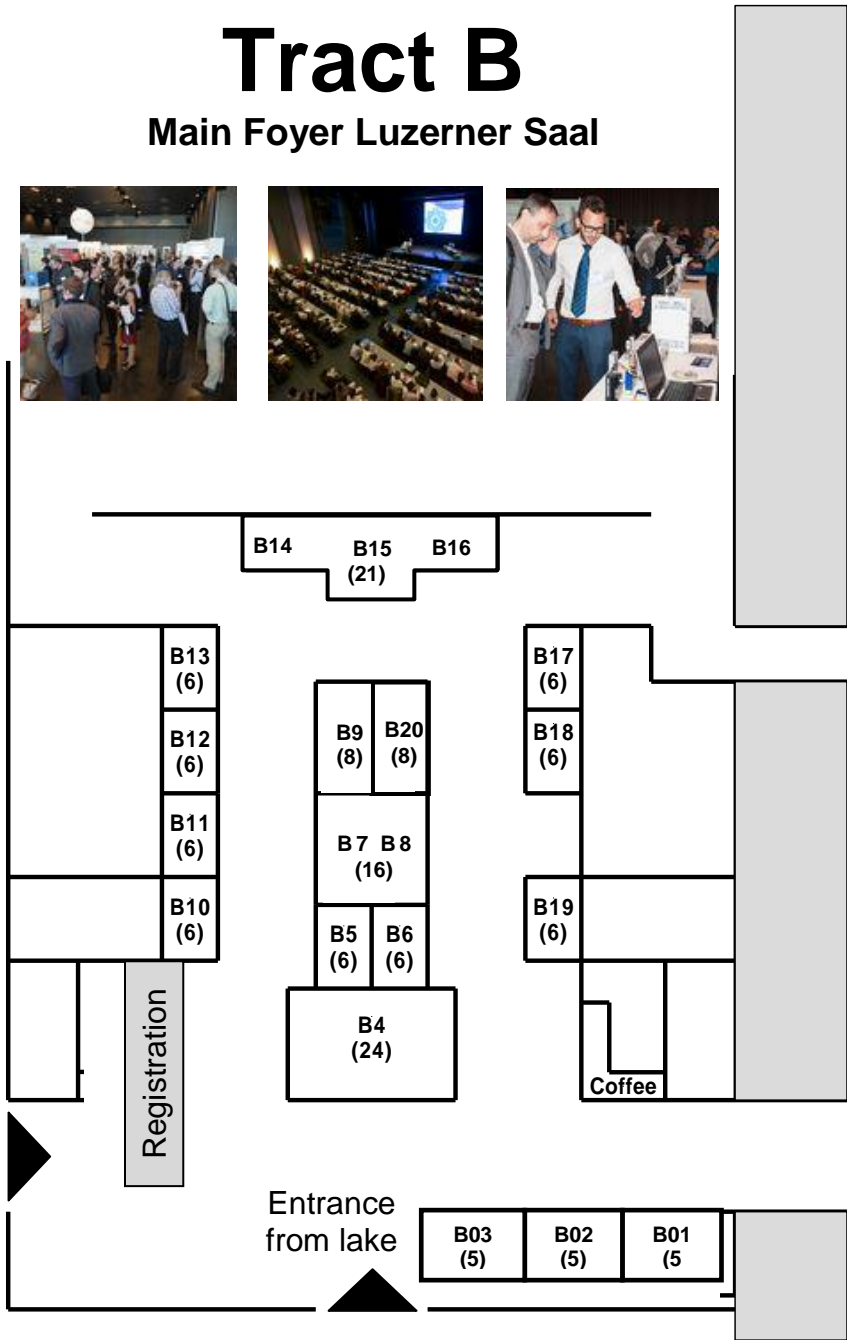 Tract B
Main Foyer Luzerner Saal
B14
B15
(21)
B16
B13
(6)
B17
(6)
B9
(8)
B20
(8)
B12
(6)
B18
(6)
B11
(6)
B7 B8
(16)
B10
(6)
B5
(6)
B6
(6)
B19
(6)
B4
(24)
Registration
Coffee
Entrance
from lake
B03
(5)
B02
(5)
B01
(5